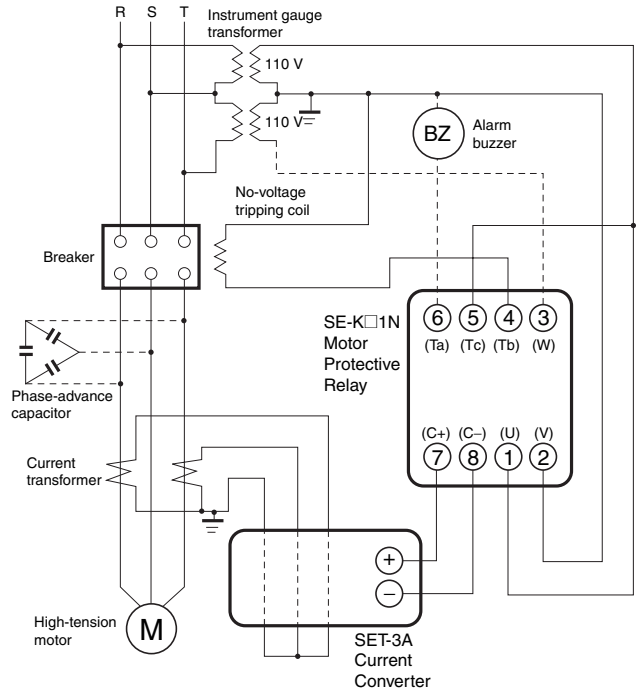 R S T
Instrument gauge
transformer
110 V
110 V
BZ
Alarm
buzzer
No-voltage
tripping coil
Breaker
SE-K□1N
Motor
Protective
Relay
6 5 4 3
(Ta) (Tc) (Tb) (W)
Phase-advance
capacitor
(C+) (C−) (U) (V)
7 8 1 2
Current
transformer
+
−
High-tension
motor
M
SET-3A
Current
Converter